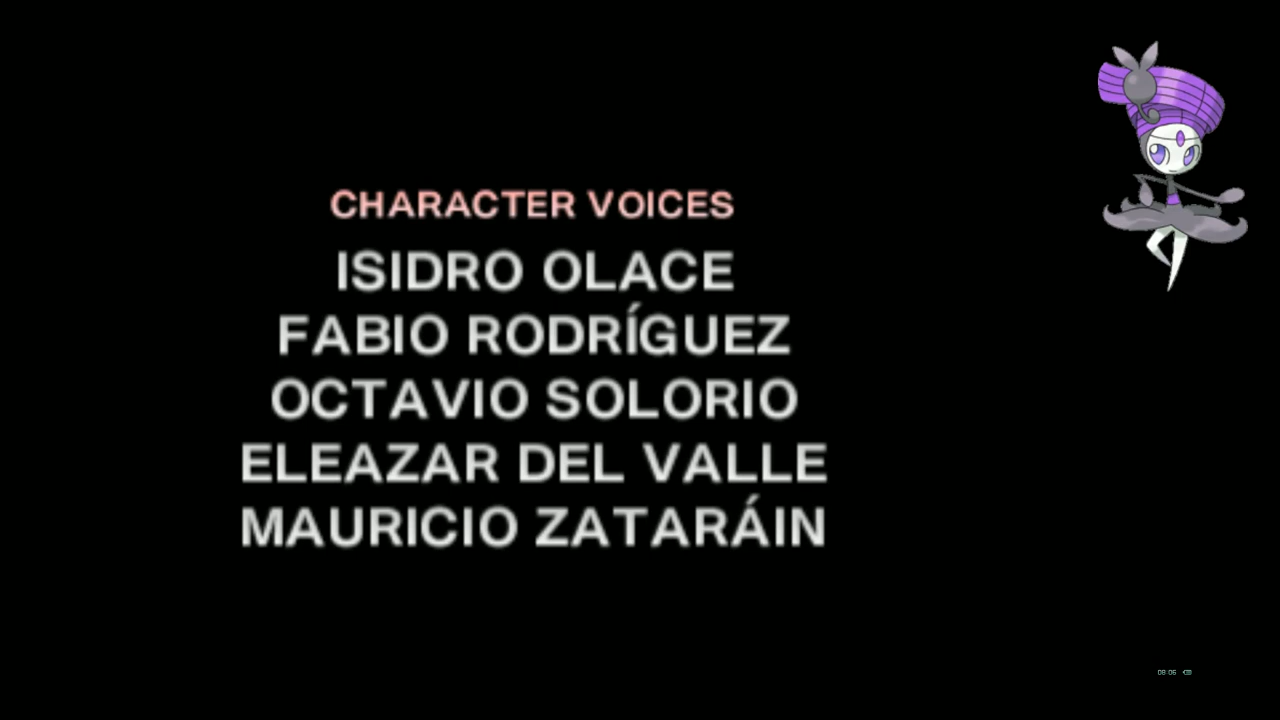 CHARACTER VOICES
ISIDRO OLACE
FABIO RODRÍGUEZ
OCTAVIO SOLORIO
ELEAZAR DEL VALLE
MAURICIO ZATARÁIN